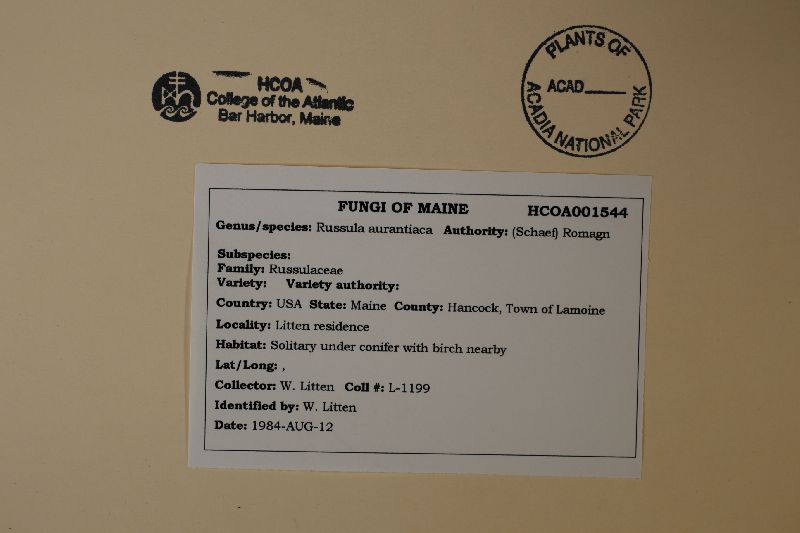 HCOA
College of the Atlantic
Bar Harbor, Maine
PLANTS OF
ACAD____
ACADIA NATIONAL PARK
FUNGI OF MAINE HCOA001544
Genus/species: Russula aurantiaca Authority: (Schaef) Romagn
Subspecies:
Family: Russulaceae
Variety: Variety authority:
Country: USA State: Maine County: Hancock, Town of Lamoine
Locality: Litten residence
Habitat: Solitary under conifer with birch nearby
Lat/Long: ,
Collector: W. Litten Coll #: L-1199
Identified by: W. Litten
Date: 1984-AUG-12